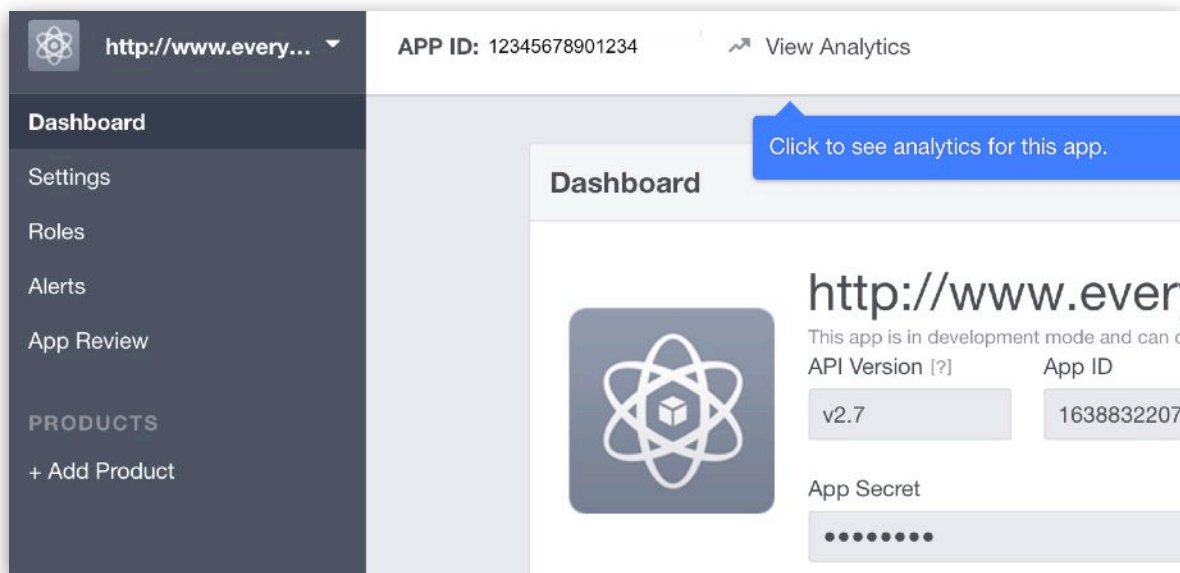 http://www.every...
APP ID: 12345678901234
View Analytics
Click to see analytics for this app.
Dashboard
Settings
Roles
Alerts
App Review
PRODUCTS
+ Add Product
Dashboard
http://www.every
This app is in development mode and can
API Version [?]
App ID
v2.7
1638832207
App Secret
••••••••